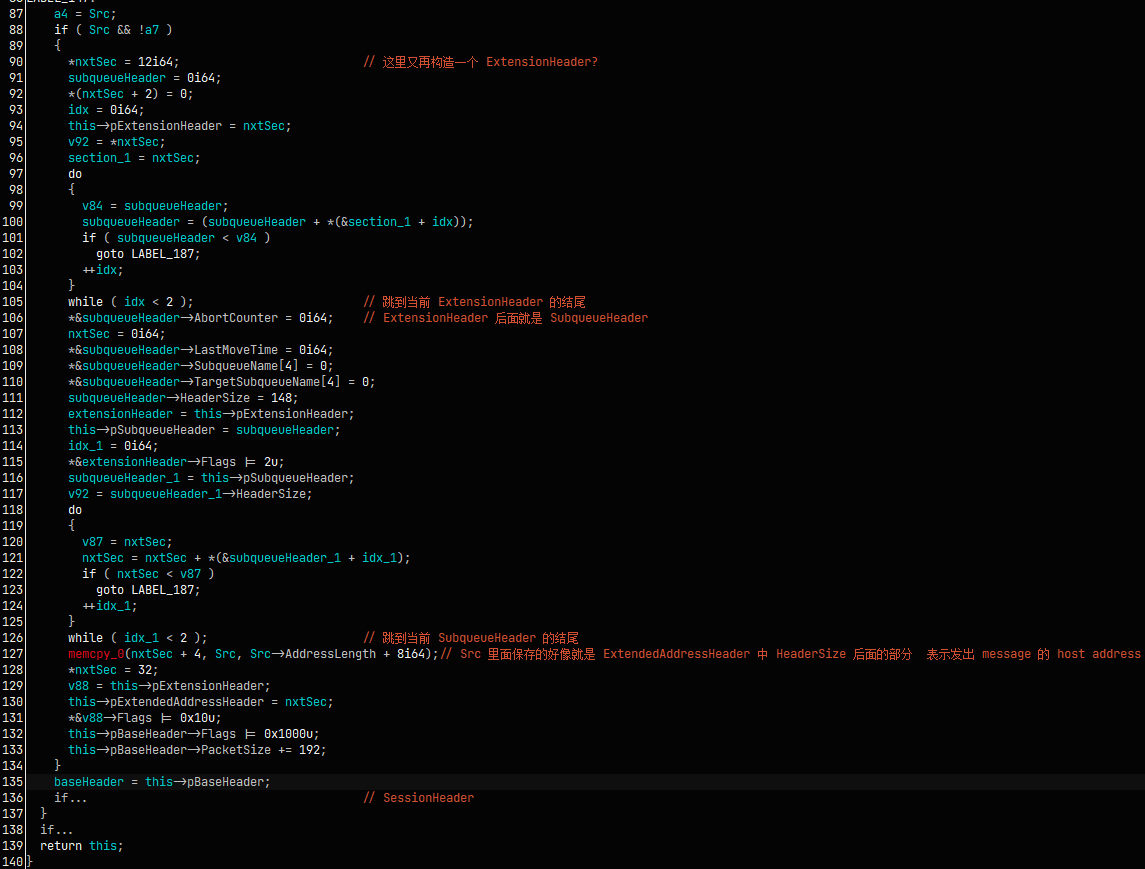 87 a4 = Src;
88 if ( Src && !a7 )
89 {
90 *nxtSec = 12i64; // 这里又再构造一个 ExtensionHeader?
91 subqueueHeader = 0i64;
92 *(nxtSec + 2) = 0;
93 idx = 0i64;
94 this->pExtensionHeader = nxtSec;
95 v92 = *nxtSec;
96 section_1 = nxtSec;
97 do
98 {
99 v84 = subqueueHeader;
100 subqueueHeader = (subqueueHeader + *(&section_1 + idx));
101 if ( subqueueHeader < v84 )
102 goto LABEL_187;
103 ++idx;
104 }
105 while ( idx < 2 ); // 跳到当前 ExtensionHeader 的结尾
106 *&subqueueHeader->AbortCounter = 0i64; // ExtensionHeader 后面就是 SubqueueHeader
107 nxtSec = 0i64;
108 *&subqueueHeader->LastMoveTime = 0i64;
109 *&subqueueHeader->SubqueueName[4] = 0;
110 *&subqueueHeader->TargetSubqueueName[4] = 0;
111 subqueueHeader->HeaderSize = 148;
112 extensionHeader = this->pExtensionHeader;
113 this->pSubqueueHeader = subqueueHeader;
114 idx_1 = 0i64;
115 *&extensionHeader->Flags |= 2u;
116 subqueueHeader_1 = this->pSubqueueHeader;
117 v92 = subqueueHeader_1->HeaderSize;
118 do
119 {
120 v87 = nxtSec;
121 nxtSec = nxtSec + *(&subqueueHeader_1 + idx_1);
122 if ( nxtSec < v87 )
123 goto LABEL_187;
124 ++idx_1;
125 }
126 while ( idx_1 < 2 ); // 跳到当前 SubqueueHeader 的结尾
127 memcpy_0(nxtSec + 4, Src, Src->AddressLength + 8i64);// Src 里面保存的好像就是 ExtendedAddressHeader 中 HeaderSize 后面的部分 表示发出 message 的 host address
128 *nxtSec = 32;
129 v88 = this->pExtensionHeader;
130 this->pExtendedAddressHeader = nxtSec;
131 *&v88->Flags |= 0x10u;
132 this->pBaseHeader->Flags |= 0x1000u;
133 this->pBaseHeader->PacketSize += 192;
134 }
135 baseHeader = this->pBaseHeader;
136 if... // SessionHeader
137 }
138 if...
139 return this;
140 }